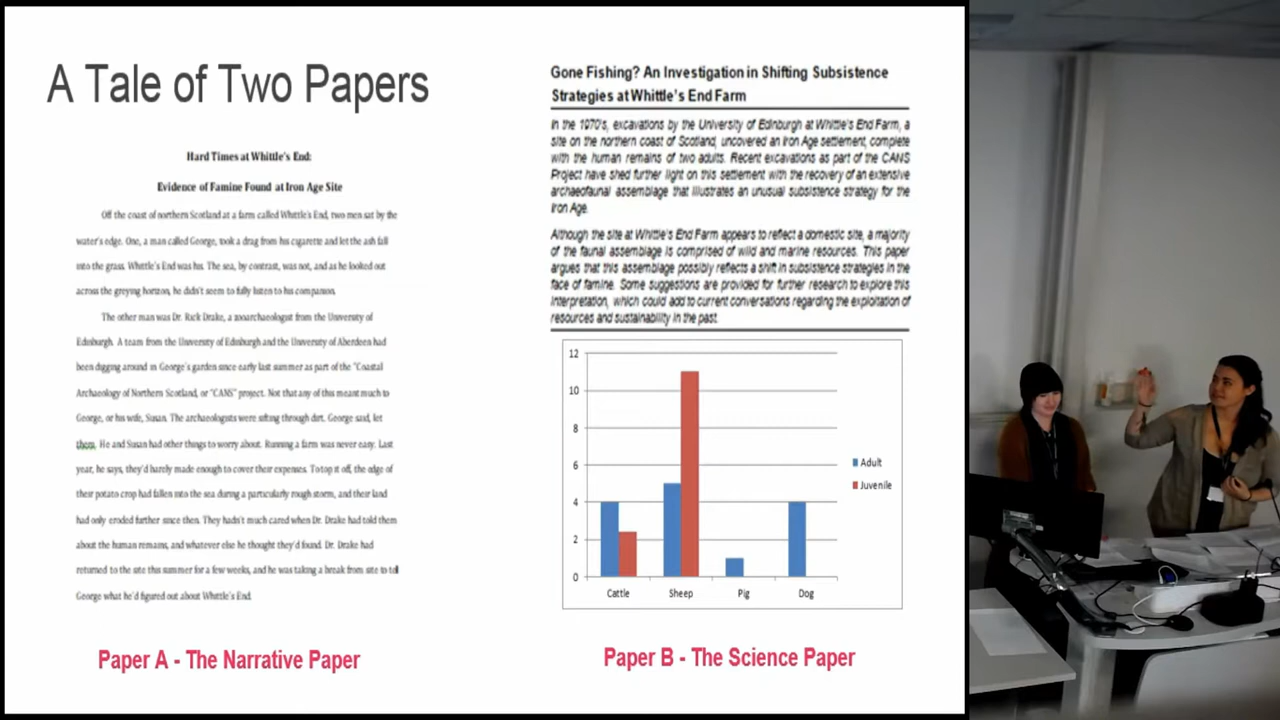 A Tale of Two Papers
Hard Times at Whittle's End:
Evidence of Famine Found at Iron Age Site
Off the coast of northern Scotland at a farm called Whittle's End, two men sat by the
water's edge. One, a man called George, took a drag from his cigarette and let the ash fall
into the grass. Whittle's End was his. The sea, by contrast, was not, and as he looked out
across the greying horizon, he didn't seem to fully listen to his companion.
The other man was Dr. Rick Drake, a zooarchaeologist from the University of
Edinburgh. A team from the University of Edinburgh and the University of Aberdeen had
been digging around in George's garden since early last summer as part of the "Coastal
Archaeology of Northern Scotland, or "CANS" project. Not that any of this meant much to
George, or his wife, Susan. The archaeologists were sifting through dirt. George said, let
them. He and Susan had other things to worry about. Running a farm was never easy. Last
year, he says, they'd barely made enough to cover their expenses. To top it off, the edge of
their potato crop had fallen into the sea during a particularly rough storm, and their land
had only eroded further since then. They hadn't much cared when Dr. Drake had told them
about the human remains, and whatever else he thought they'd found. Dr. Drake had
returned to the site this summer for a few weeks, and he was taking a break from site to tell
George what he'd figured out about Whittle's End.
Paper A - The Narrative Paper
Gone Fishing? An Investigation in Shifting Subsistence
Strategies at Whittle's End Farm
In the 1970's, excavations by the University of Edinburgh at Whittle's End Farm, a
site on the northern coast of Scotland, uncovered an Iron Age settlement, complete
with the human remains of two adults. Recent excavations as part of the CANS
Project have shed further light on this settlement with the recovery of an extensive
archaeofaunal assemblage that illustrates an unusual subsistence strategy for the
Iron Age.
Although the site at Whittle's End Farm appears to reflect a domestic site, a majority
of the faunal assemblage is comprised of wild and marine resources. This paper
argues that this assemblage possibly reflects a shift in subsistence strategies in the
face of famine. Some suggestions are provided for further research to explore this
interpretation, which could add to current conversations regarding the exploitation of
resources and sustainability in the past.
12
10
8
6
4
2
0
Cattle Sheep Pig Dog
Adult
Juvenile
Paper B - The Science Paper